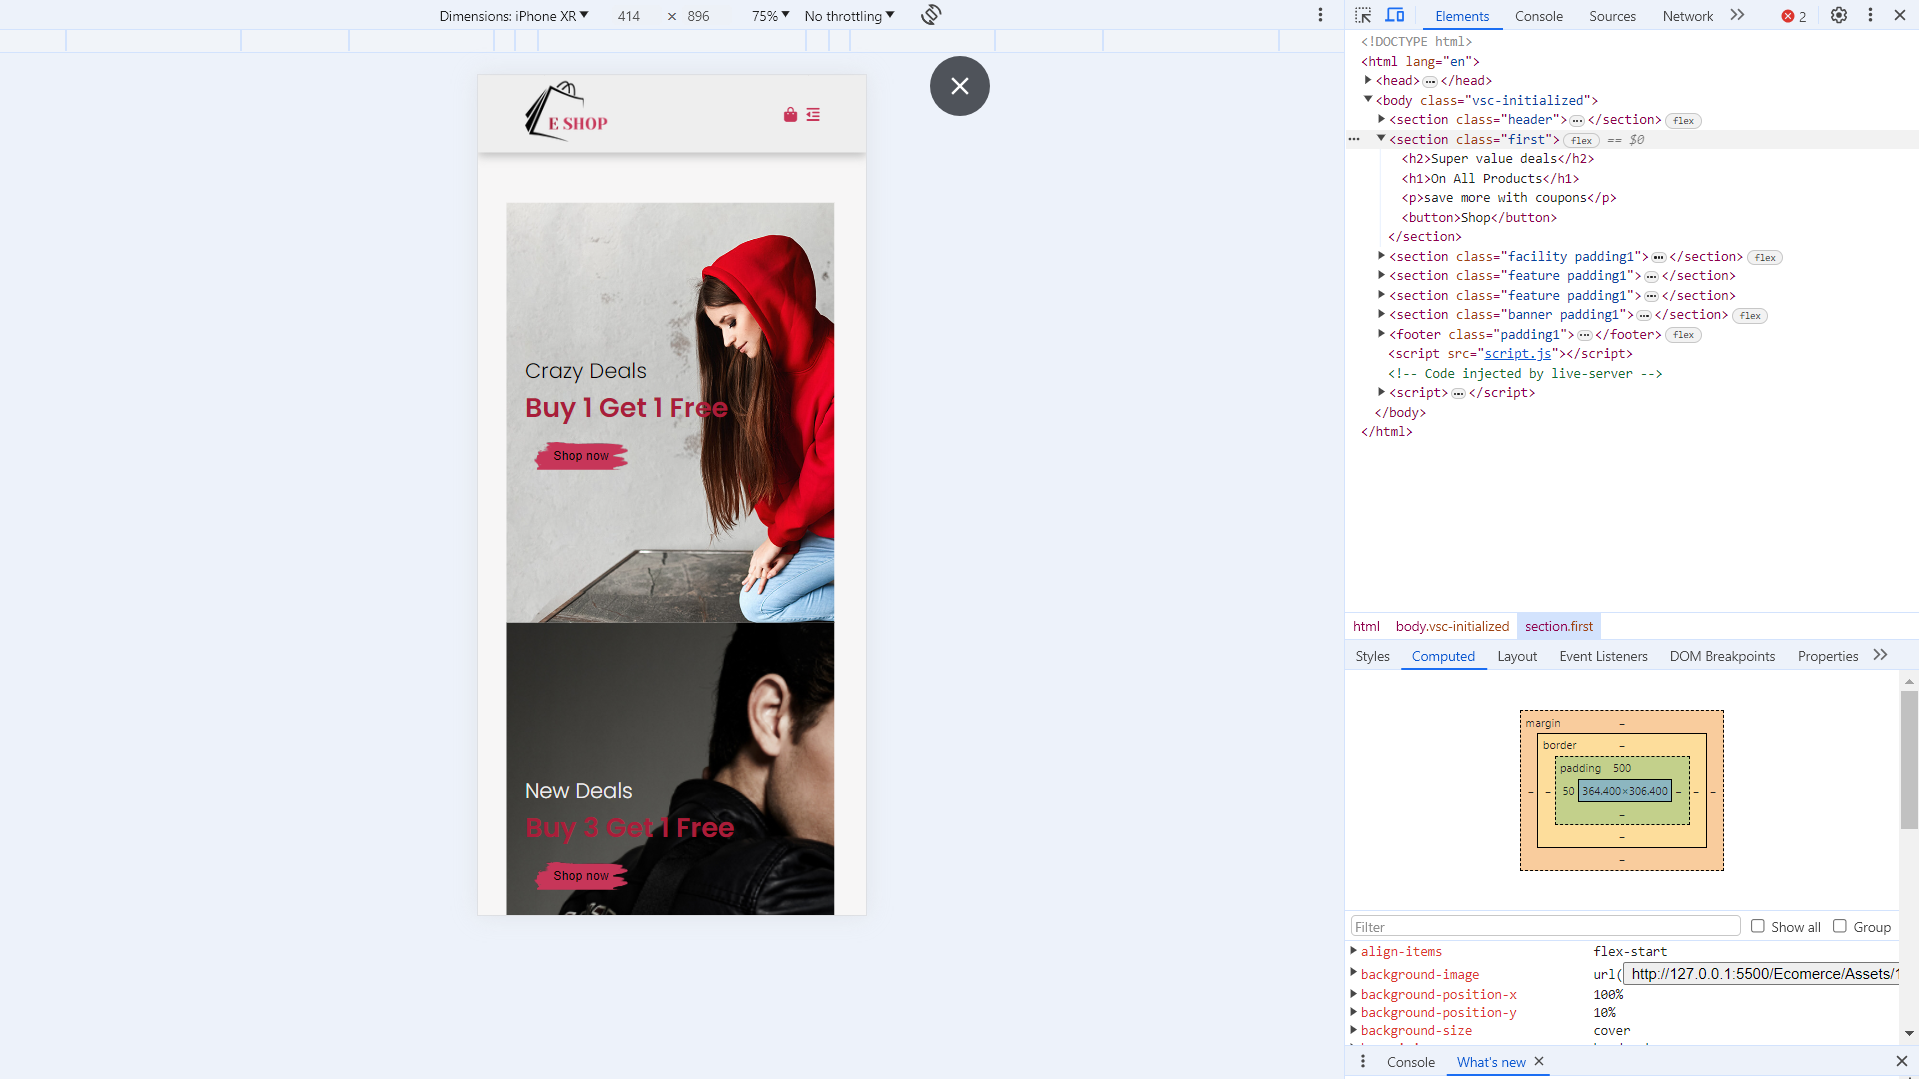 Dimensions: iPhone XR 414 × 896 75% No throttling
E SHOP
Crazy Deals
Buy 1 Get 1 Free
Shop now
New Deals
Buy 3 Get 1 Free
Shop now
Elements Console Sources Network 2
<!DOCTYPE html>
<html lang="en">
<head> ⋯ </head>
<body class="vsc-initialized">
<section class="header"> ⋯ </section> flex
⋯ <section class="first"> flex == $0
<h2>Super value deals</h2>
<h1>On All Products</h1>
<p>save more with coupons</p>
<button>Shop</button>
</section>
<section class="facility padding1"> ⋯ </section> flex
<section class="feature padding1"> ⋯ </section>
<section class="feature padding1"> ⋯ </section>
<section class="banner padding1"> ⋯ </section> flex
<footer class="padding1"> ⋯ </footer> flex
<script src="script.js"></script>
<!-- Code injected by live-server -->
<script> ⋯ </script>
</body>
</html>
html body.vsc-initialized section.first
Styles Computed Layout Event Listeners DOM Breakpoints Properties
margin –
border –
padding 500
– – 50 364.400×306.400 – – –
–
–
–
Filter Show all Group
align-items flex-start
background-image url( http://127.0.0.1:5500/Ecomerce/Assets/1
background-position-x 100%
background-position-y 10%
background-size cover
Console What's new